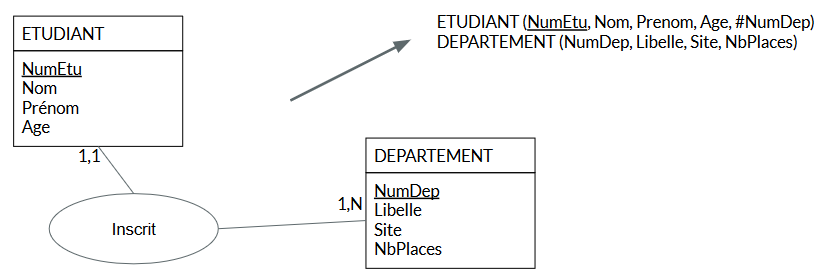 ETUDIANT
NumEtu
Nom
Prénom
Age
1,1
Inscrit
1,N
DEPARTEMENT
NumDep
Libelle
Site
NbPlaces
ETUDIANT (NumEtu, Nom, Prenom, Age, #NumDep)
DEPARTEMENT (NumDep, Libelle, Site, NbPlaces)